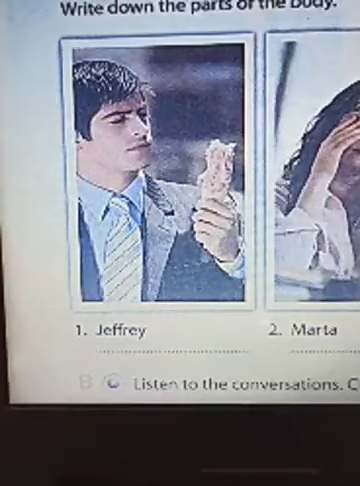 Write down the parts of the body.
1. Jeffrey
2. Marta
B Listen to the conversations. C